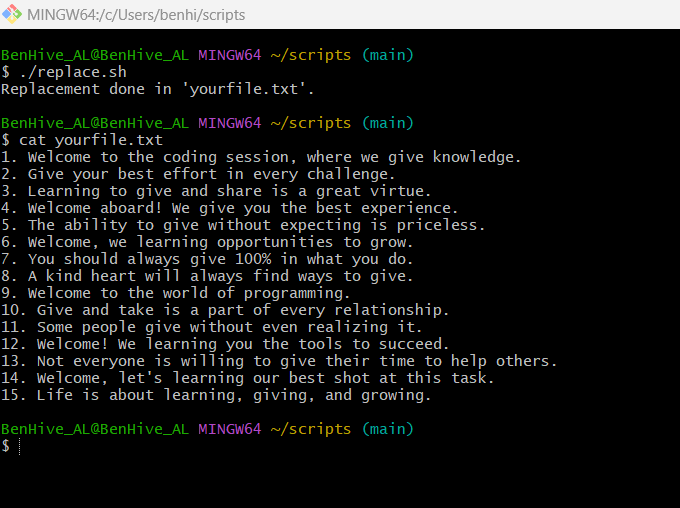 MINGW64:/c/Users/benhi/scripts
BenHive_AL@BenHive_AL MINGW64 ~/scripts (main)
$ ./replace.sh
Replacement done in 'yourfile.txt'.
BenHive_AL@BenHive_AL MINGW64 ~/scripts (main)
$ cat yourfile.txt
1. Welcome to the coding session, where we give knowledge.
2. Give your best effort in every challenge.
3. Learning to give and share is a great virtue.
4. Welcome aboard! We give you the best experience.
5. The ability to give without expecting is priceless.
6. Welcome, we learning opportunities to grow.
7. You should always give 100% in what you do.
8. A kind heart will always find ways to give.
9. Welcome to the world of programming.
10. Give and take is a part of every relationship.
11. Some people give without even realizing it.
12. Welcome! We learning you the tools to succeed.
13. Not everyone is willing to give their time to help others.
14. Welcome, let's learning our best shot at this task.
15. Life is about learning, giving, and growing.
BenHive_AL@BenHive_AL MINGW64 ~/scripts (main)
$